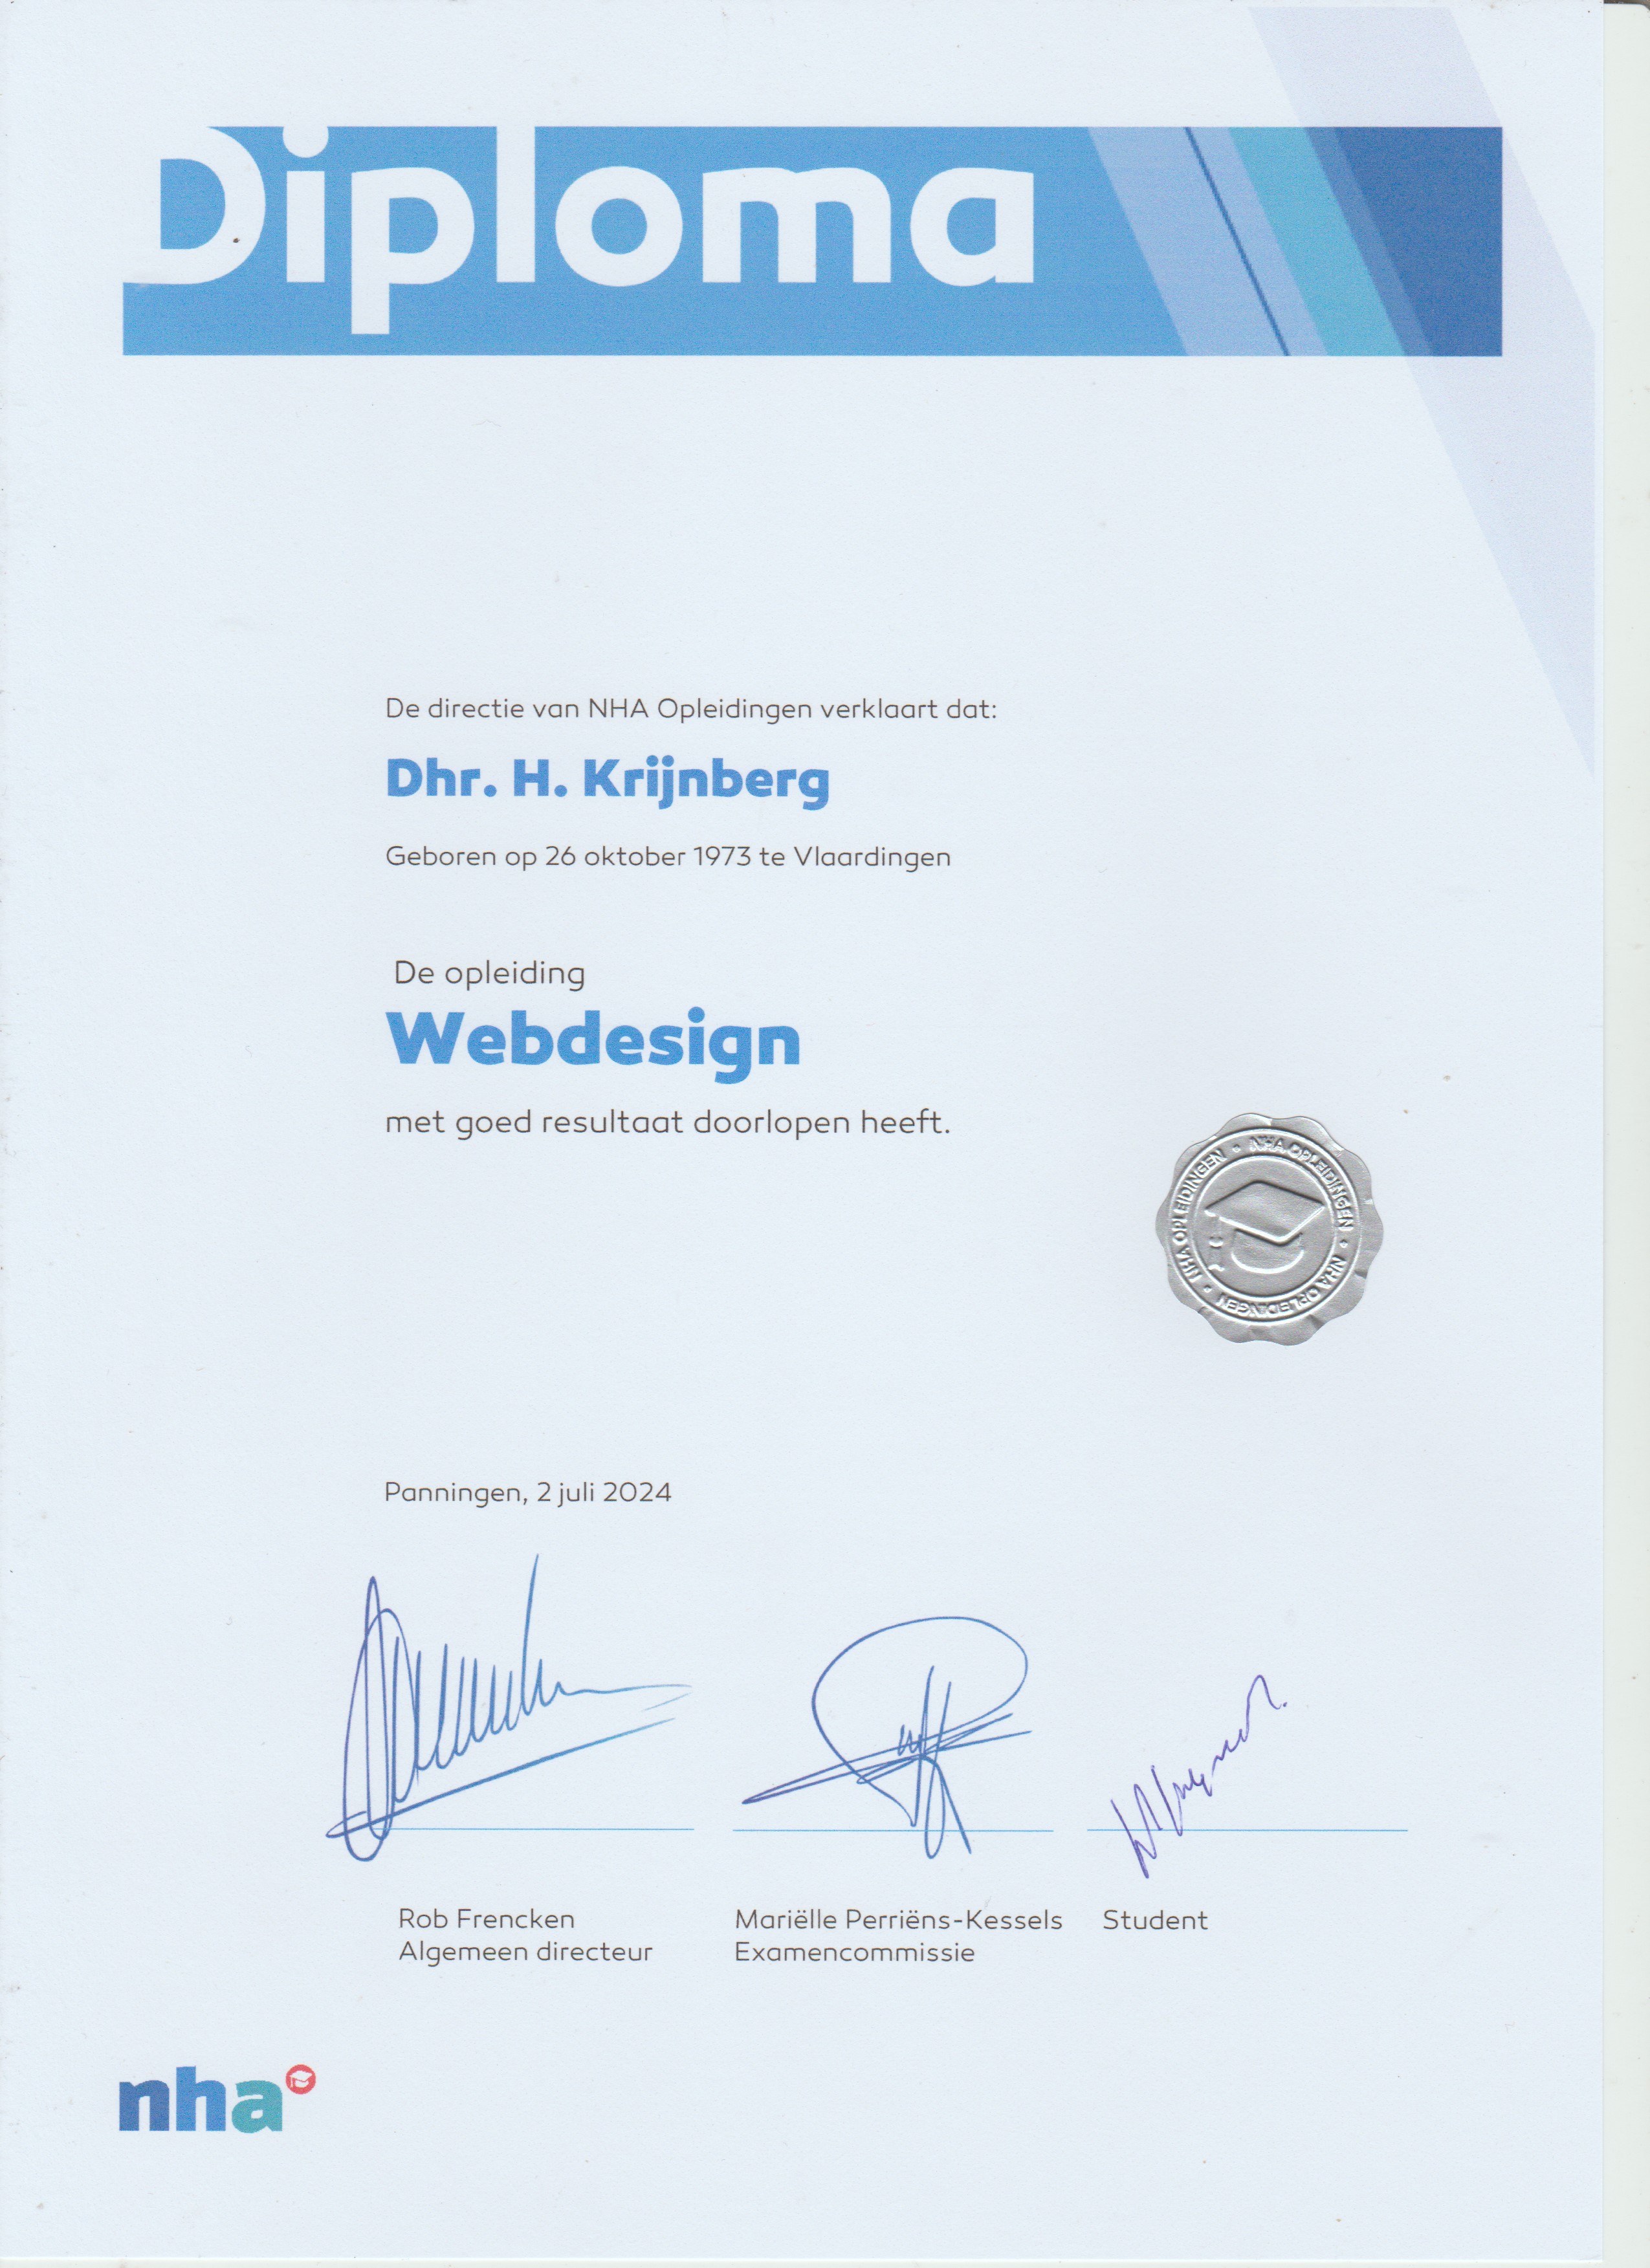 Diploma
De directie van NHA Opleidingen verklaart dat:
Dhr. H. Krijnberg
Geboren op 26 oktober 1973 te Vlaardingen
De opleiding
Webdesign
met goed resultaat doorlopen heeft.
NHA OPLEIDINGEN • NHA OPLEIDINGEN • NHA OPLEIDINGEN • NHA OPLEIDINGEN •
Panningen, 2 juli 2024
Rob Frencken
Algemeen directeur
Mariëlle Perriëns-Kessels
Examencommissie
Student
nha